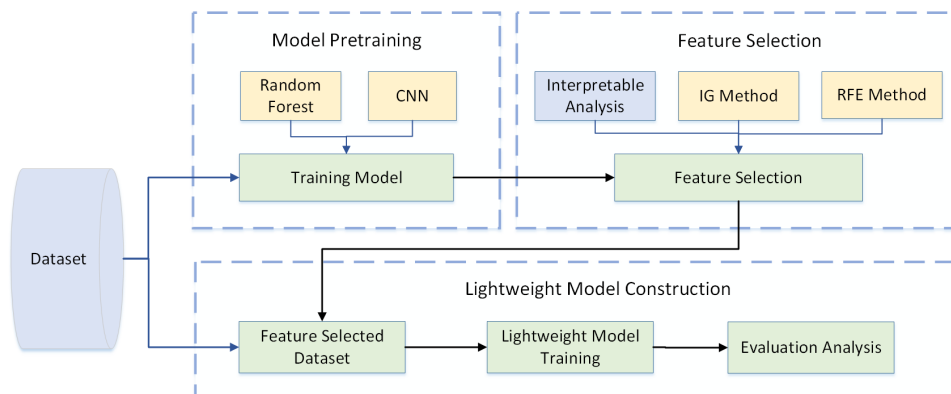 Model Pretraining
Random
Forest
CNN
Training Model
Feature Selection
Interpretable
Analysis
IG Method
RFE Method
Feature Selection
Dataset
Lightweight Model Construction
Feature Selected
Dataset
Lightweight Model
Training
Evaluation Analysis